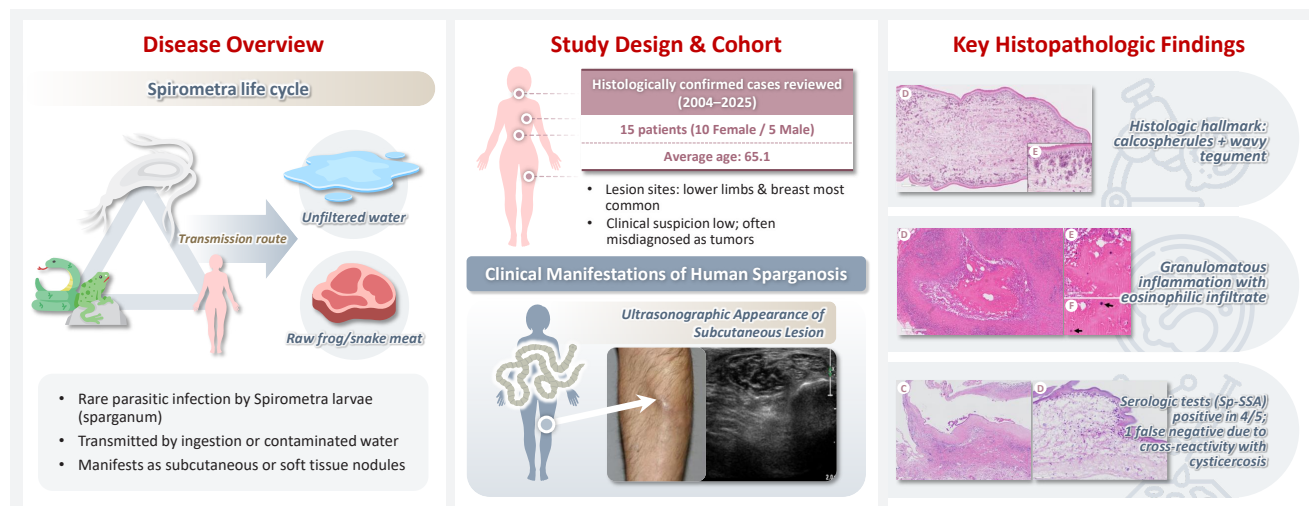 Disease Overview
Spirometra life cycle
Transmission route
Unfiltered water
Raw frog/snake meat
• Rare parasitic infection by Spirometra larvae
(sparganum)
• Transmitted by ingestion or contaminated water
• Manifests as subcutaneous or soft tissue nodules
Study Design & Cohort
Histologically confirmed cases reviewed
(2004–2025)
15 patients (10 Female / 5 Male)
Average age: 65.1
• Lesion sites: lower limbs & breast most
common
• Clinical suspicion low; often
misdiagnosed as tumors
Clinical Manifestations of Human Sparganosis
Ultrasonographic Appearance of
Subcutaneous Lesion
Key Histopathologic Findings
D
E
Histologic hallmark:
calcospherules + wavy
tegument
D
E
F
Granulomatous
inflammation with
eosinophilic infiltrate
C
D
Serologic tests (Sp-SSA)
positive in 4/5;
1 false negative due to
cross-reactivity with
cysticercosis